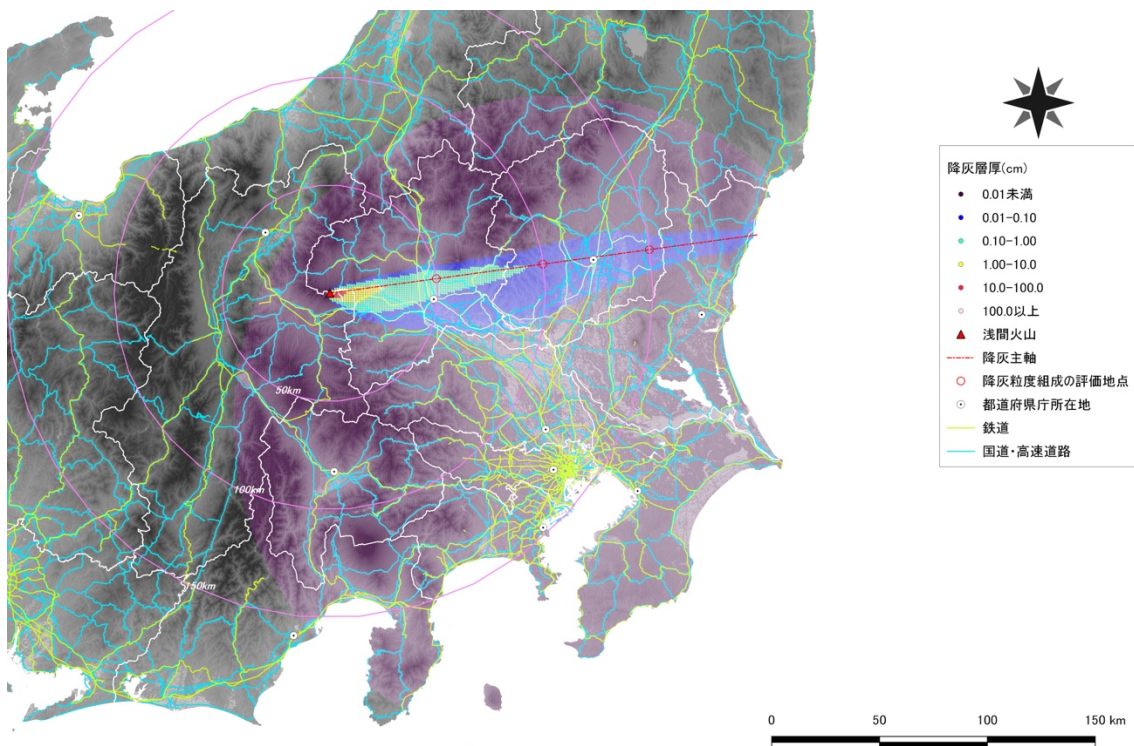 降灰層厚(cm)
0.01未満
0.01-0.10
0.10-1.00
1.00-10.0
10.0-100.0
100.0以上
浅間火山
降灰主軸
降灰粒度組成の評価地点
都道府県庁所在地
鉄道
国道・高速道路
50km
100km
150km
0 50 100 150 km